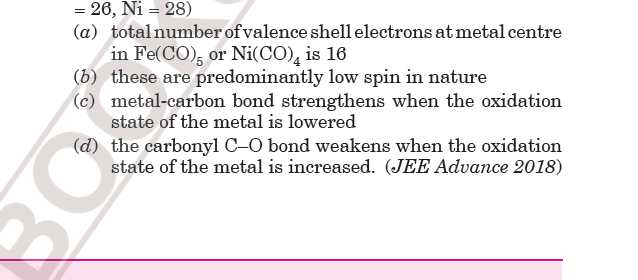 = 26, Ni = 28)
(a) total number of valence shell electrons at metal centre
in Fe(CO)₅ or Ni(CO)₄ is 16
(b) these are predominantly low spin in nature
(c) metal-carbon bond strengthens when the oxidation
state of the metal is lowered
(d) the carbonyl C–O bond weakens when the oxidation
state of the metal is increased. (JEE Advance 2018)
BOOK